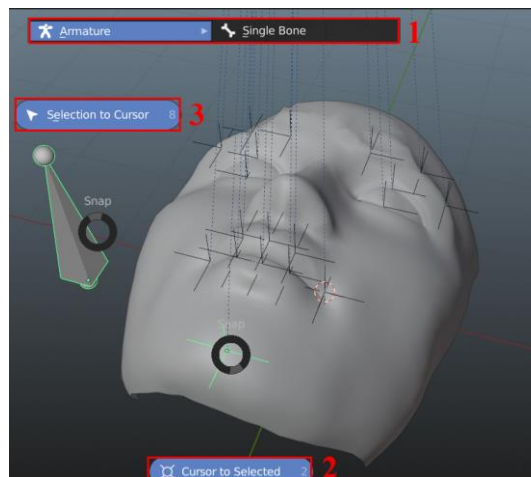 Armature Single Bone 1
Selection to Cursor 8 3
Snap
Snap
Cursor to Selected 2 2